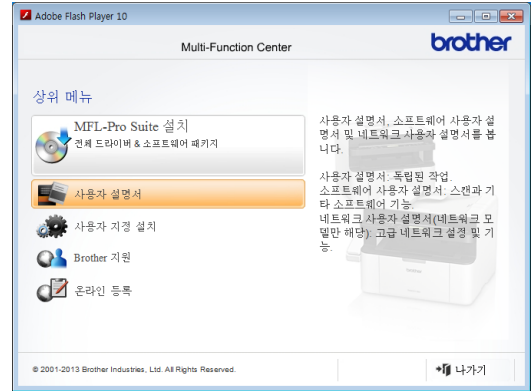 Adobe Flash Player 10
Multi-Function Center
brother
상위 메뉴
MFL-Pro Suite 설치
전체 드라이버 & 소프트웨어 패키지
사용자 설명서
사용자 지정 설치
Brother 지원
온라인 등록
사용자 설명서, 소프트웨어 사용자 설
명서 및 네트워크 사용자 설명서를 봅
니다.
사용자 설명서: 독립된 작업.
소프트웨어 사용자 설명서: 스캔과 기
타 소프트웨어 기능.
네트워크 사용자 설명서(네트워크 모
델만 해당): 고급 네트워크 설정 및 기
능.
© 2001-2013 Brother Industries, Ltd. All Rights Reserved.
나가기